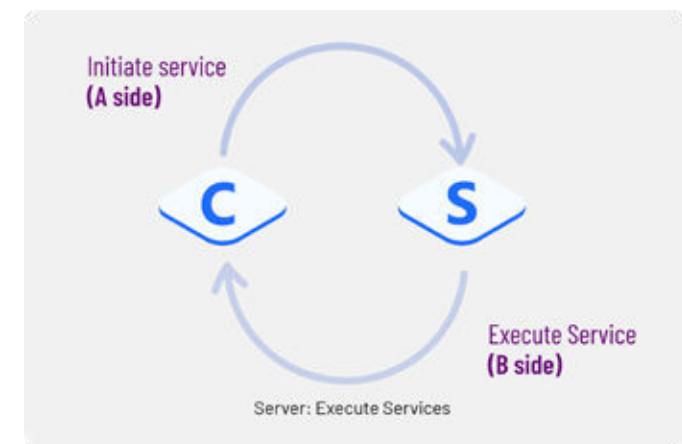 Initiate service
(A side)
C
S
Execute Service
(B side)
Server: Execute Services